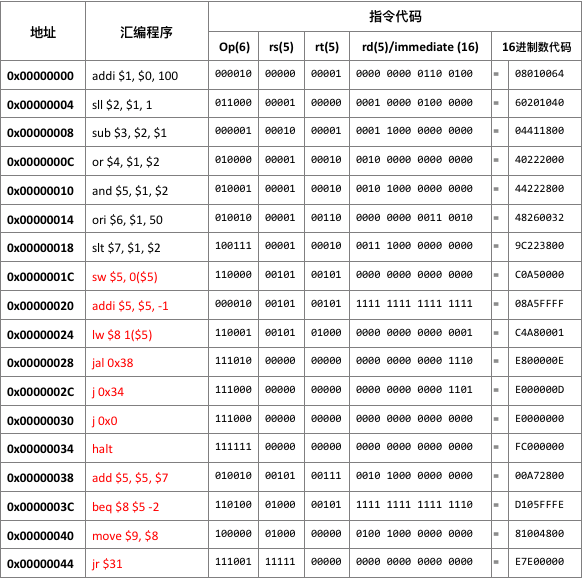 地址 汇编程序 指令代码
Op(6) rs(5) rt(5) rd(5)/immediate (16) 16进制数代码
0x00000000 addi $1, $0, 100 000010 00000 00001 0000 0000 0110 0100 = 08010064
0x00000004 sll $2, $1, 1 011000 00001 00000 0001 0000 0100 0000 = 60201040
0x00000008 sub $3, $2, $1 000001 00010 00001 0001 1000 0000 0000 = 04411800
0x0000000C or $4, $1, $2 010000 00001 00010 0010 0000 0000 0000 = 40222000
0x00000010 and $5, $1, $2 010001 00001 00010 0010 1000 0000 0000 = 44222800
0x00000014 ori $6, $1, 50 010010 00001 00110 0000 0000 0011 0010 = 48260032
0x00000018 slt $7, $1, $2 100111 00001 00010 0011 1000 0000 0000 = 9C223800
0x0000001C sw $5, 0($5) 110000 00101 00101 0000 0000 0000 0000 = C0A50000
0x00000020 addi $5, $5, -1 000010 00101 00101 1111 1111 1111 1111 = 08A5FFFF
0x00000024 lw $8 1($5) 110001 00101 01000 0000 0000 0000 0001 = C4A80001
0x00000028 jal 0x38 111010 00000 00000 0000 0000 0000 1110 = E800000E
0x0000002C j 0x34 111000 00000 00000 0000 0000 0000 1101 = E000000D
0x00000030 j 0x0 111000 00000 00000 0000 0000 0000 0000 = E0000000
0x00000034 halt 111111 00000 00000 0000 0000 0000 0000 = FC000000
0x00000038 add $5, $5, $7 010010 00101 00111 0010 1000 0000 0000 = 00A72800
0x0000003C beq $8 $5 -2 110100 01000 00101 1111 1111 1111 1110 = D105FFFE
0x00000040 move $9, $8 100000 01000 00000 0100 1000 0000 0000 = 81004800
0x00000044 jr $31 111001 11111 00000 0000 0000 0000 0000 = E7E00000